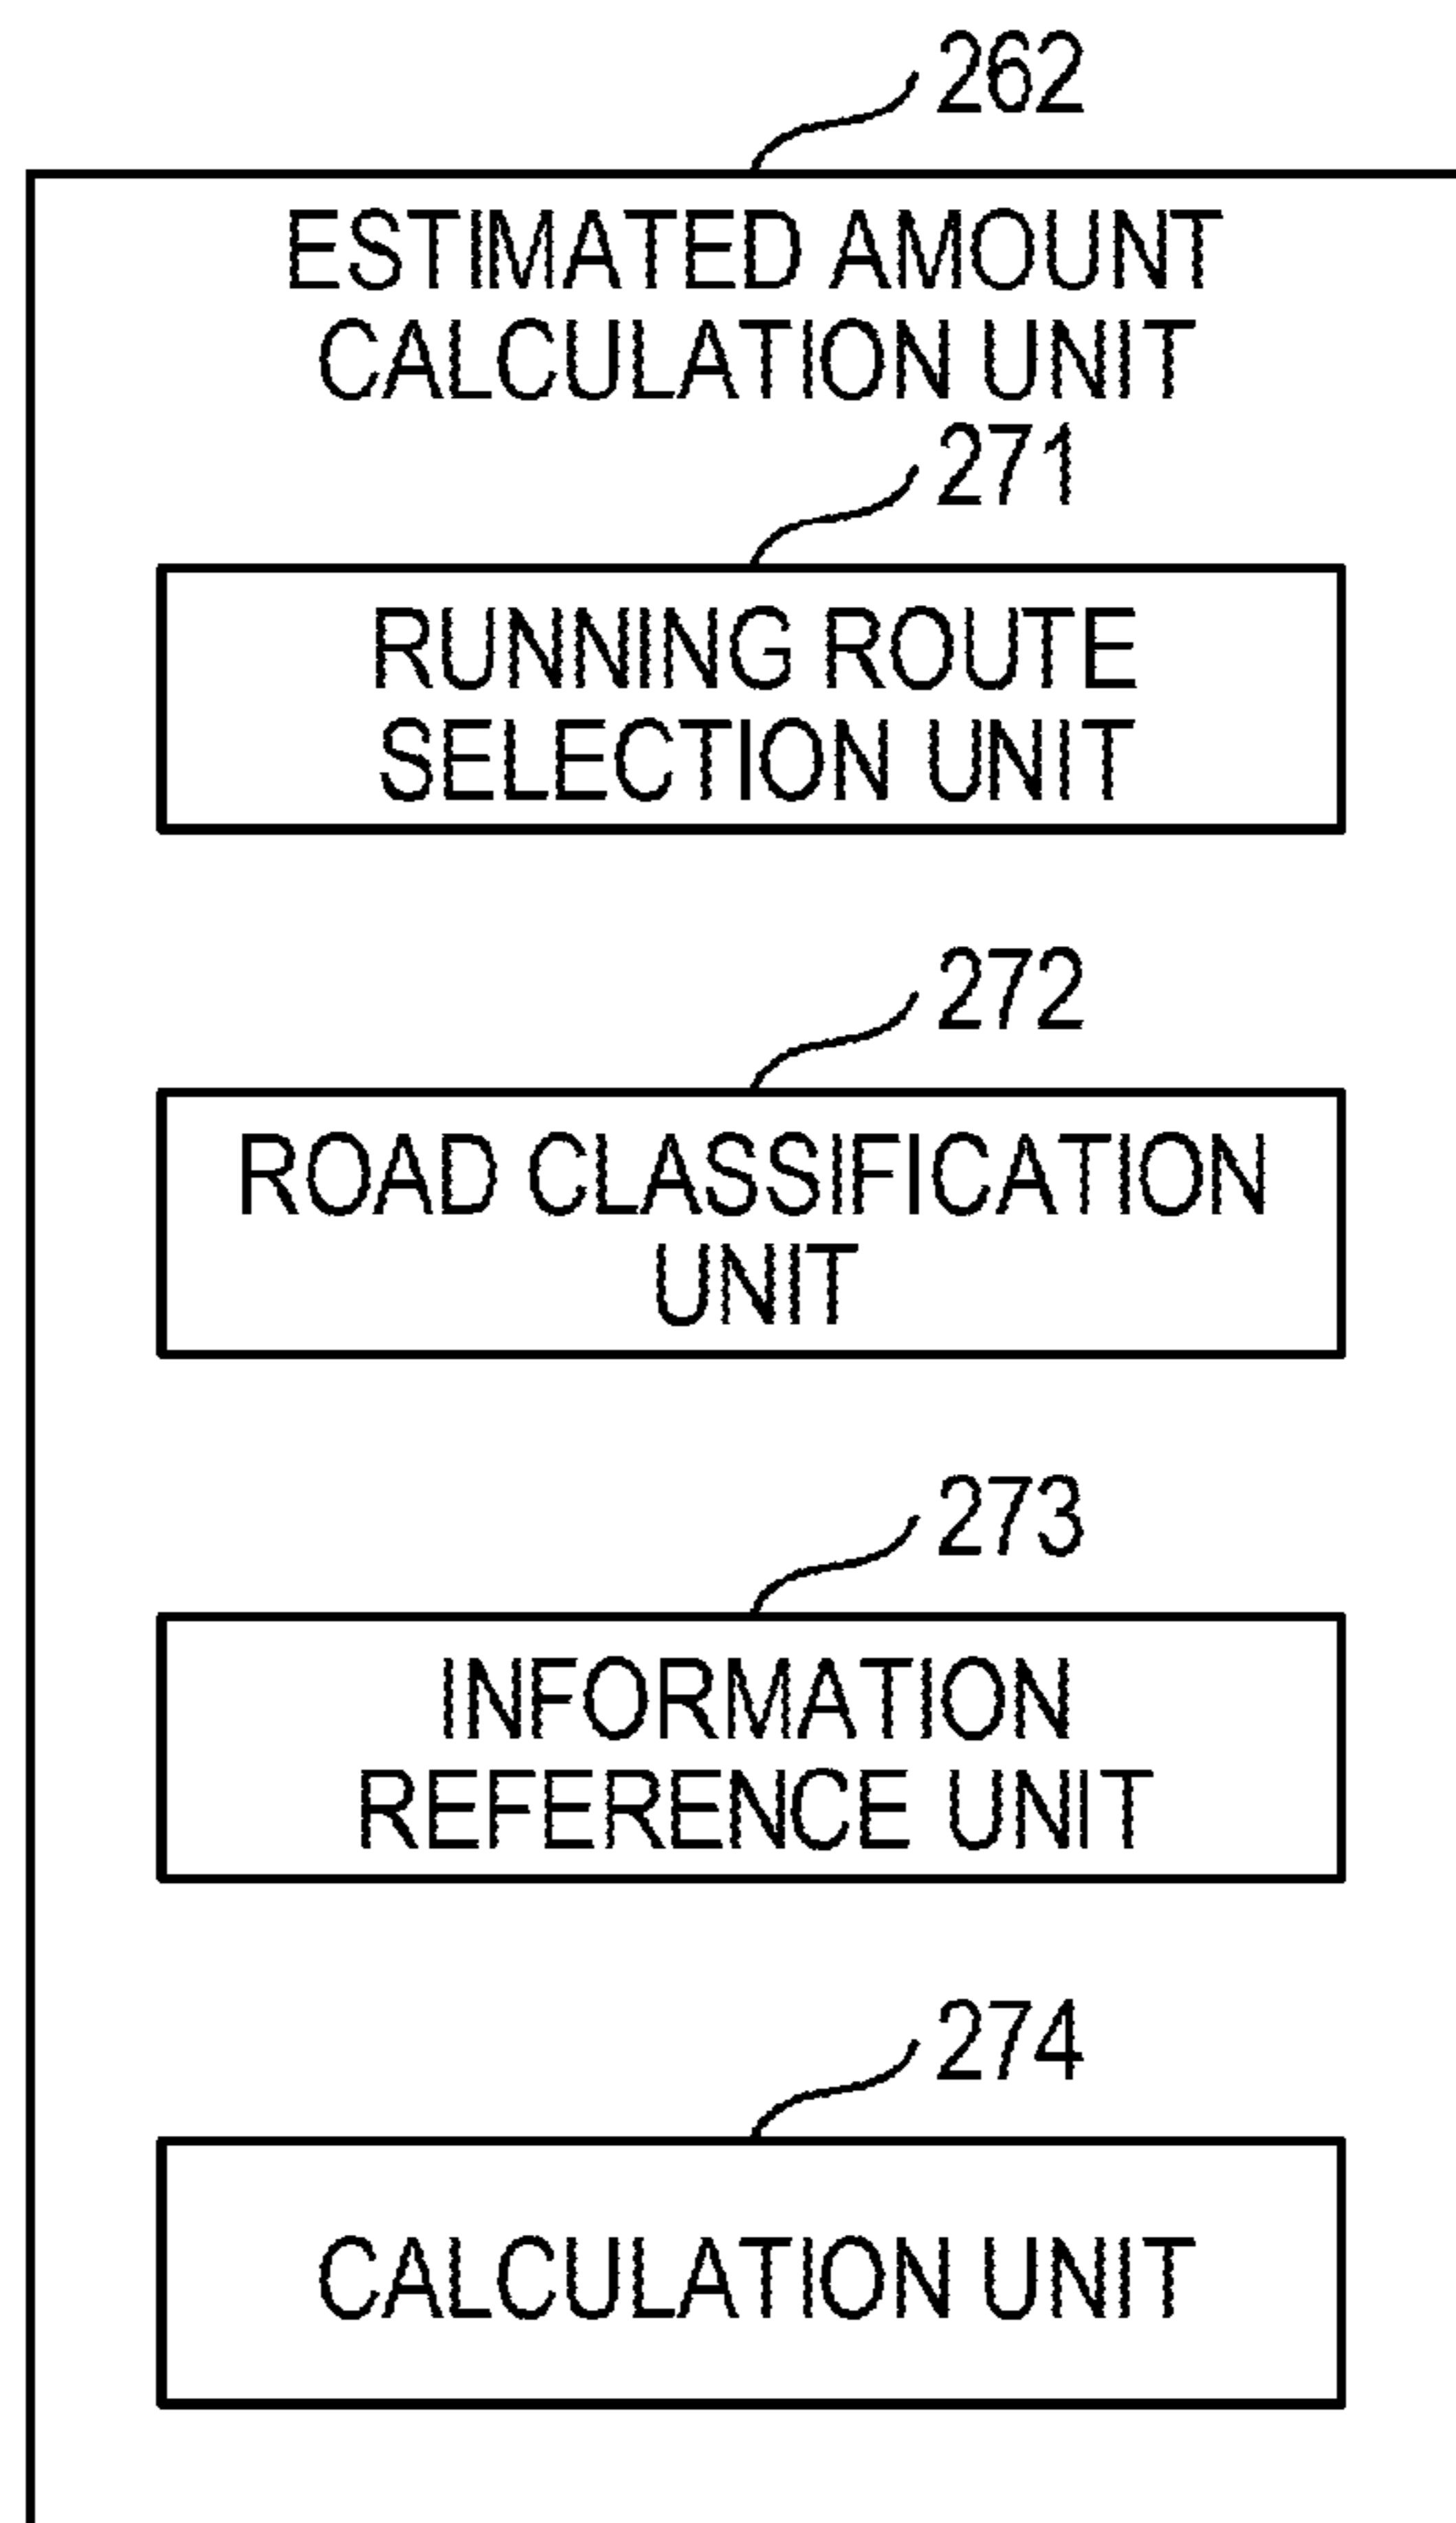 262
ESTIMATED AMOUNT
CALCULATION UNIT
271
RUNNING ROUTE
SELECTION UNIT
272
ROAD CLASSIFICATION
UNIT
273
INFORMATION
REFERENCE UNIT
274
CALCULATION UNIT